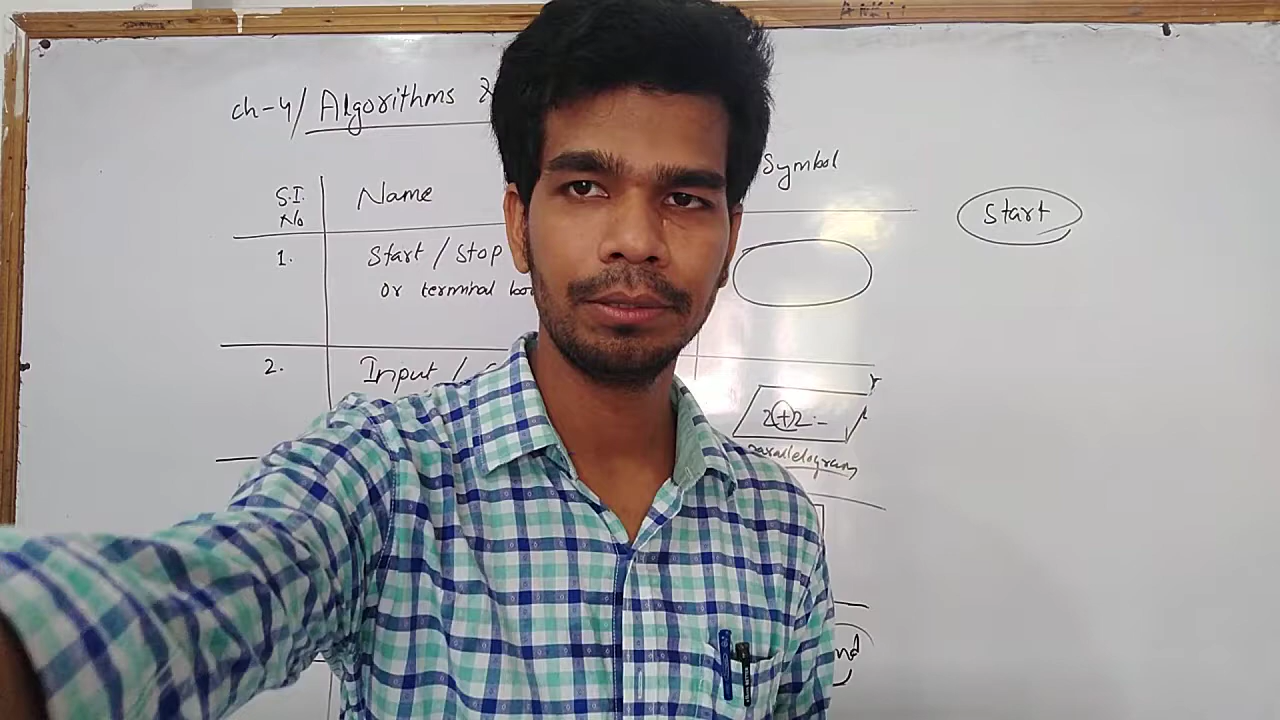 ch-4/ Algorithms &
S.I. No
Name
Symbol
Start
1.
Start / Stop
or terminal
2.
Input /
2+2:-
parallelogram